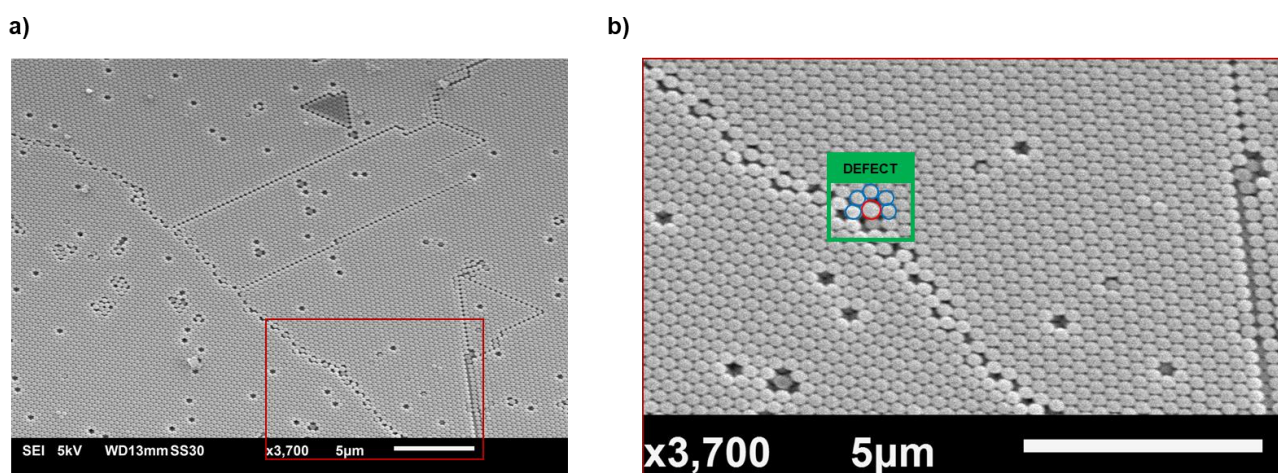 a)
b)
DEFECT
SEI 5kV WD13mm SS30 x3,700 5µm
x3,700 5µm